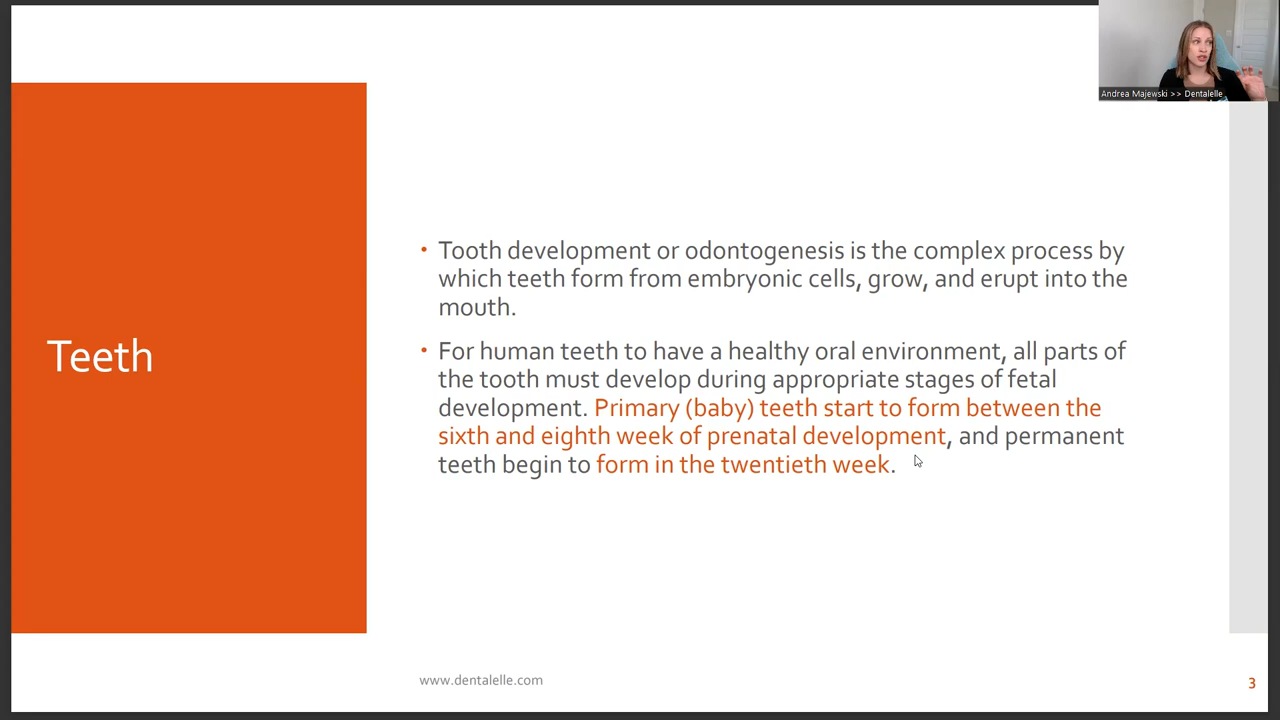 Andrea Majewski >> Dentalelle
Teeth
• Tooth development or odontogenesis is the complex process by
which teeth form from embryonic cells, grow, and erupt into the
mouth.
• For human teeth to have a healthy oral environment, all parts of
the tooth must develop during appropriate stages of fetal
development. Primary (baby) teeth start to form between the
sixth and eighth week of prenatal development, and permanent
teeth begin to form in the twentieth week.
www.dentalelle.com
3